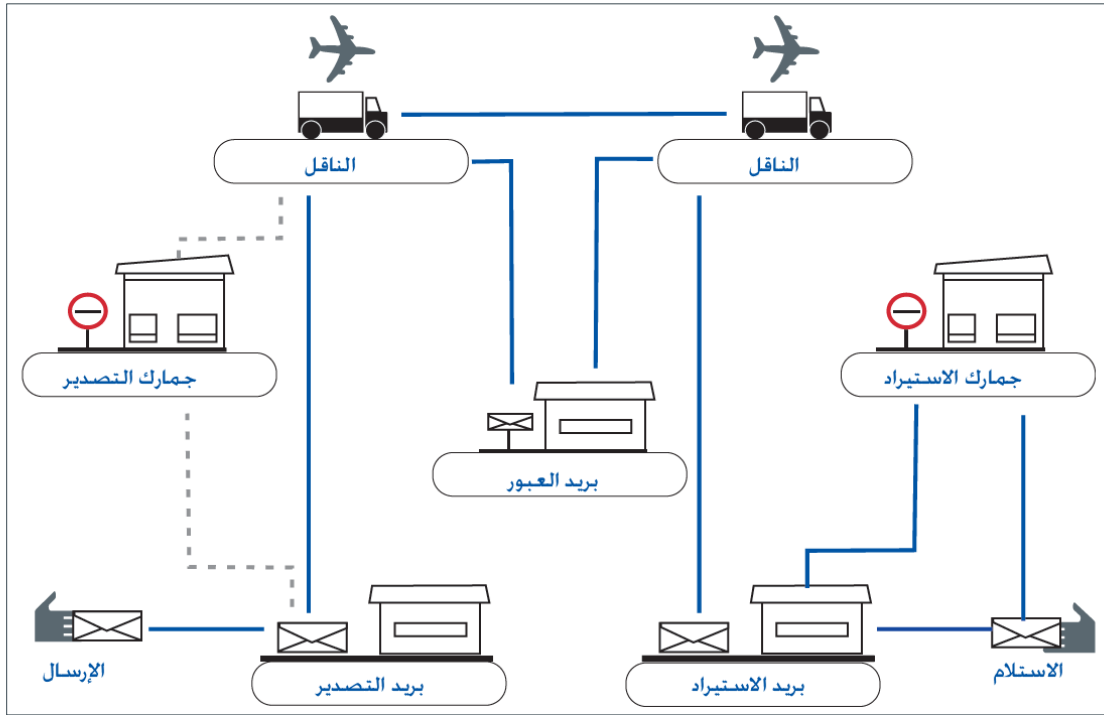 الناقل
الناقل
جمارك الاستيراد
جمارك التصدير
بريد العبور
الاستلام
الإرسال
بريد الاستيراد
بريد التصدير